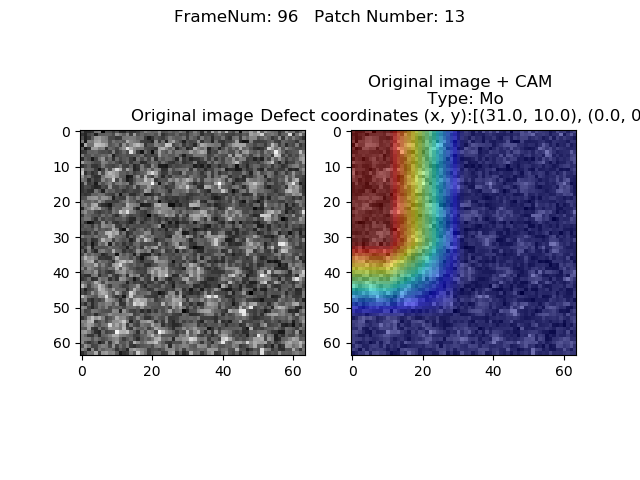 FrameNum: 96   Patch Number: 13
Original image + CAM
Type: Mo
Original image
Defect coordinates (x, y):[(31.0, 10.0), (0.0, 0
0
10
20
30
40
50
60
0 20 40 60
0
10
20
30
40
50
60
0 20 40 60